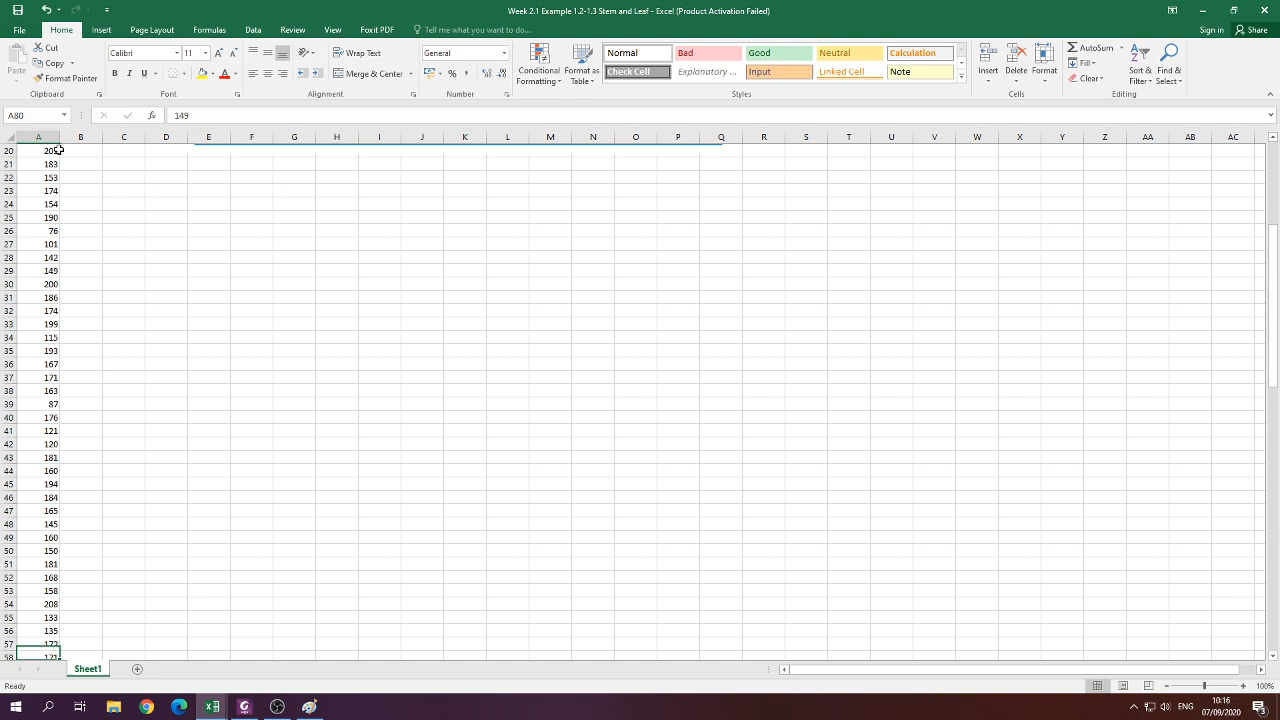 Week 2.1 Example 1.2-1.3 Stem and Leaf - Excel (Product Activation Failed)
File Home Insert Page Layout Formulas Data Review View Foxit PDF Tell me what you want to do... Sign in Share
Paste Cut Copy Format Painter
Calibri 11 Wrap Text General
B I U A Merge & Center % ,
Conditional Formatting Format as Table
Normal Bad Good Neutral Calculation
Check Cell Explanatory ... Input Linked Cell Note
Insert Delete Format
AutoSum Fill Clear Sort & Filter Find & Select
Clipboard Font Alignment Number Styles Cells Editing
A80 fx 149
A B C D E F G H I J K L M N O P Q R S T U V W X Y Z AA AB AC
20 205
21 183
22 153
23 174
24 154
25 190
26 76
27 101
28 142
29 149
30 200
31 186
32 174
33 199
34 115
35 193
36 167
37 171
38 163
39 87
40 176
41 121
42 120
43 181
44 160
45 194
46 184
47 165
48 145
49 160
50 150
51 181
52 168
53 158
54 208
55 133
56 135
57 172
58 171
Sheet1
Ready 100%
ENG 10:16
07/09/2020